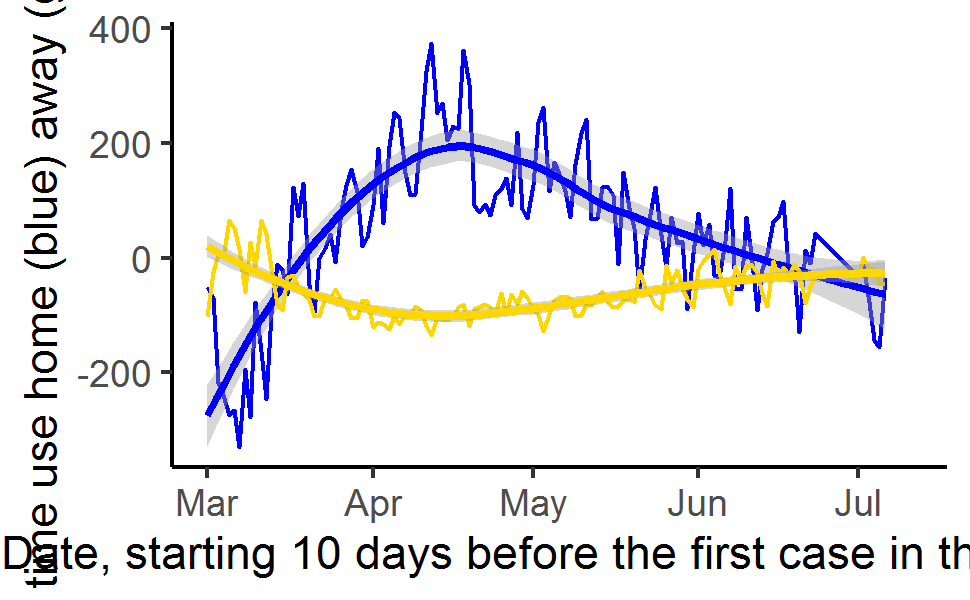 time use home (blue) away (
400
200
0
-200
Mar Apr May Jun Jul
Date, starting 10 days before the first case in th